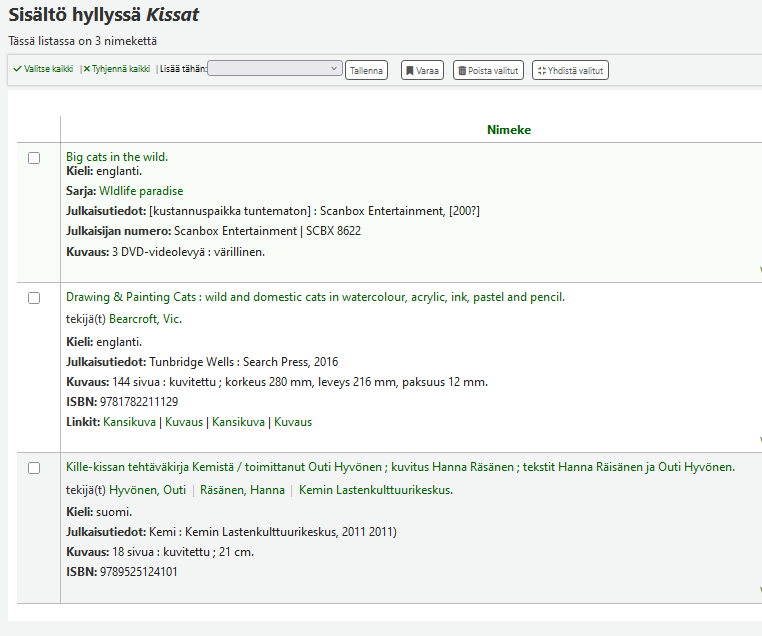 Sisältö hyllyssä Kissat
Tässä listassa on 3 nimekettä
Valitse kaikki | Tyhjennä kaikki | Lisää tähän: Tallenna Varaa Poista valitut Yhdistä valitut
Nimeke
Big cats in the wild.
Kieli: englanti.
Sarja: WIdlife paradise
Julkaisutiedot: [kustannuspaikka tuntematon] : Scanbox Entertainment, [200?]
Julkaisijan numero: Scanbox Entertainment | SCBX 8622
Kuvaus: 3 DVD-videolevyä : värillinen.
Drawing & Painting Cats : wild and domestic cats in watercolour, acrylic, ink, pastel and pencil.
tekijä(t) Bearcroft, Vic.
Kieli: englanti.
Julkaisutiedot: Tunbridge Wells : Search Press, 2016
Kuvaus: 144 sivua : kuvitettu ; korkeus 280 mm, leveys 216 mm, paksuus 12 mm.
ISBN: 9781782211129
Linkit: Kansikuva | Kuvaus | Kansikuva | Kuvaus
Kille-kissan tehtäväkirja Kemistä / toimittanut Outi Hyvönen ; kuvitus Hanna Räsänen ; tekstit Hanna Räisänen ja Outi Hyvönen.
tekijä(t) Hyvönen, Outi | Räsänen, Hanna | Kemin Lastenkulttuurikeskus.
Kieli: suomi.
Julkaisutiedot: Kemi : Kemin Lastenkulttuurikeskus, 2011 2011)
Kuvaus: 18 sivua : kuvitettu ; 21 cm.
ISBN: 9789525124101